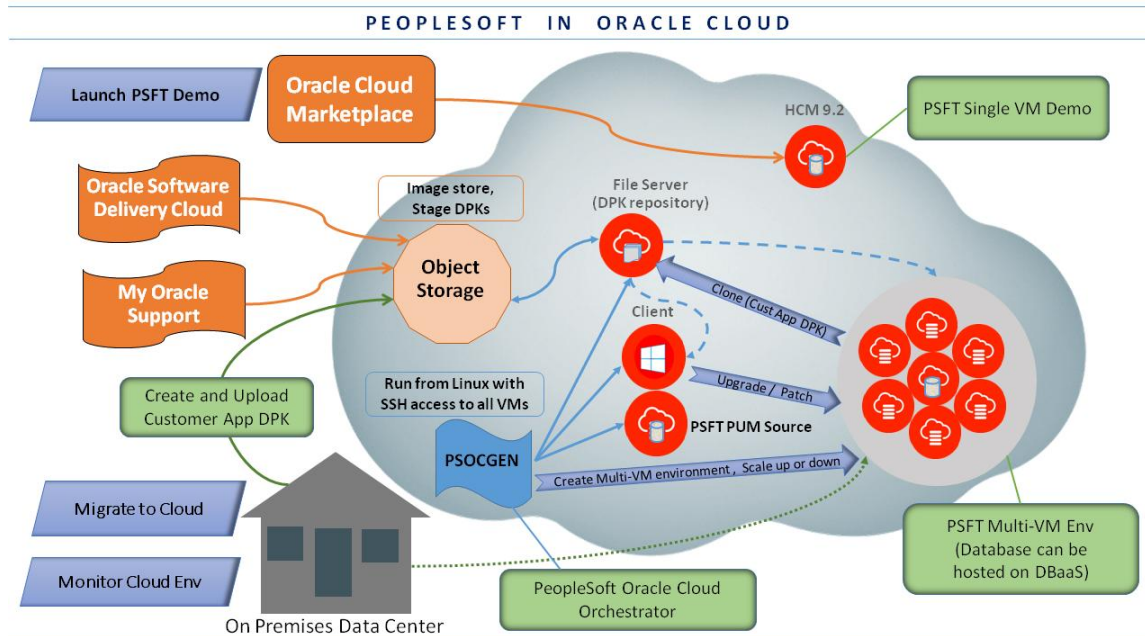 PEOPLESOFT IN ORACLE CLOUD
Launch PSFT Demo
Oracle Cloud
Marketplace
HCM 9.2
PSFT Single VM Demo
Oracle Software
Delivery Cloud
Image store,
Stage DPKs
File Server
(DPK repository)
Object
Storage
My Oracle
Support
Clone (Cust App DPK)
Client
Create and Upload
Customer App DPK
Run from Linux with
SSH access to all VMs
Upgrade / Patch
PSFT PUM Source
PSOCGEN
Create Multi-VM environment, Scale up or down
Migrate to Cloud
PSFT Multi-VM Env
(Database can be
hosted on DBaaS)
Monitor Cloud Env
PeopleSoft Oracle Cloud
Orchestrator
On Premises Data Center